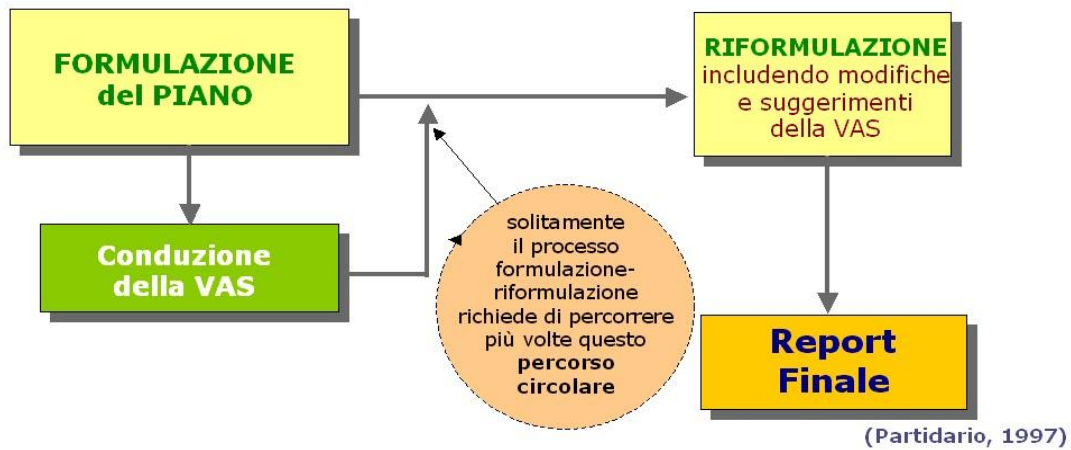 FORMULAZIONE
del PIANO
RIFORMULAZIONE
includendo modifiche
e suggerimenti
della VAS
Conduzione
della VAS
solitamente
il processo
formulazione-
riformulazione
richiede di percorrere
più volte questo
percorso
circolare
Report
Finale
(Partidario, 1997)